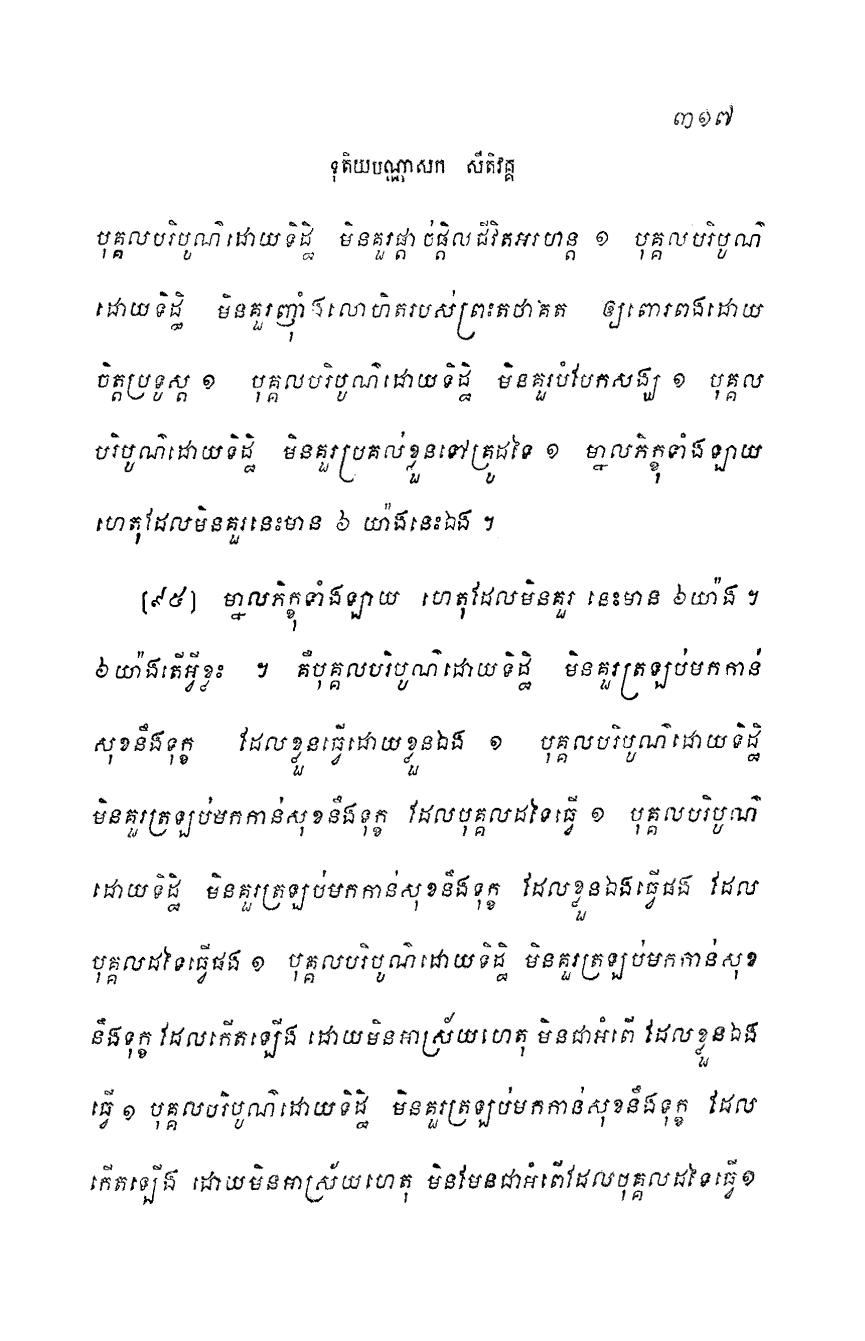 ៣១៧
ទុតិយបណ្ណាសក សីតិវគ្គ
បុគ្គលបរិបូណ៌ដោយទិដ្ឋិ មិនគួរផ្តាច់ផ្តិលជីវិតអរហន្ត ១ បុគ្គលបរិបូណ៌
ដោយទិដ្ឋិ មិនគួរញុំាងលោហិតរបស់ព្រះតថាគត ឲ្យពោរពងដោយ
ចិត្តប្រទូស្ត ១ បុគ្គលបរិបូណ៌ដោយទិដ្ឋិ មិនគួរបំបែកសង្ឃ ១ បុគ្គល
បរិបូណ៌ដោយទិដ្ឋិ មិនគួរប្រគល់ខ្លួនទៅគ្រូដទៃ ១ ម្នាលភិក្ខុទាំងឡាយ
ហេតុដែលមិនគួរនេះមាន ៦ យ៉ាងនេះឯង ។
[៩៥] ម្នាលភិក្ខុទាំងឡាយ ហេតុដែលមិនគួរ នេះមាន ៦យ៉ាង ។
៦យ៉ាងតើអ្វីខ្លះ ។ គឺបុគ្គលបរិបូណ៌ដោយទិដ្ឋិ មិនគួរត្រឡប់មកកាន់
សុខនឹងទុក្ខ ដែលខ្លួនធ្វើដោយខ្លួនឯង ១ បុគ្គលបរិបូណ៌ដោយទិដ្ឋិ
មិនគួរត្រឡប់មកកាន់សុខនឹងទុក្ខ ដែលបុគ្គលដទៃធ្វើ ១ បុគ្គលបរិបូណ៌
ដោយទិដ្ឋិ មិនគួរត្រឡប់មកកាន់សុខនឹងទុក្ខ ដែលខ្លួនឯងធ្វើផង ដែល
បុគ្គលដទៃធ្វើផង ១ បុគ្គលបរិបូណ៌ដោយទិដ្ឋិ មិនគួរត្រឡប់មកកាន់សុខ
នឹងទុក្ខ ដែលកើតឡើង ដោយមិនអាស្រ័យហេតុ មិនជាអំពើ ដែលខ្លួនឯង
ធ្វើ ១ បុគ្គលបរិបូណ៌ដោយទិដ្ឋិ មិនគួរត្រឡប់មកកាន់សុខនឹងទុក្ខ ដែល
កើតឡើង ដោយមិនអាស្រ័យហេតុ មិនមែនជាអំពើដែលបុគ្គលដទៃធ្វើ ១